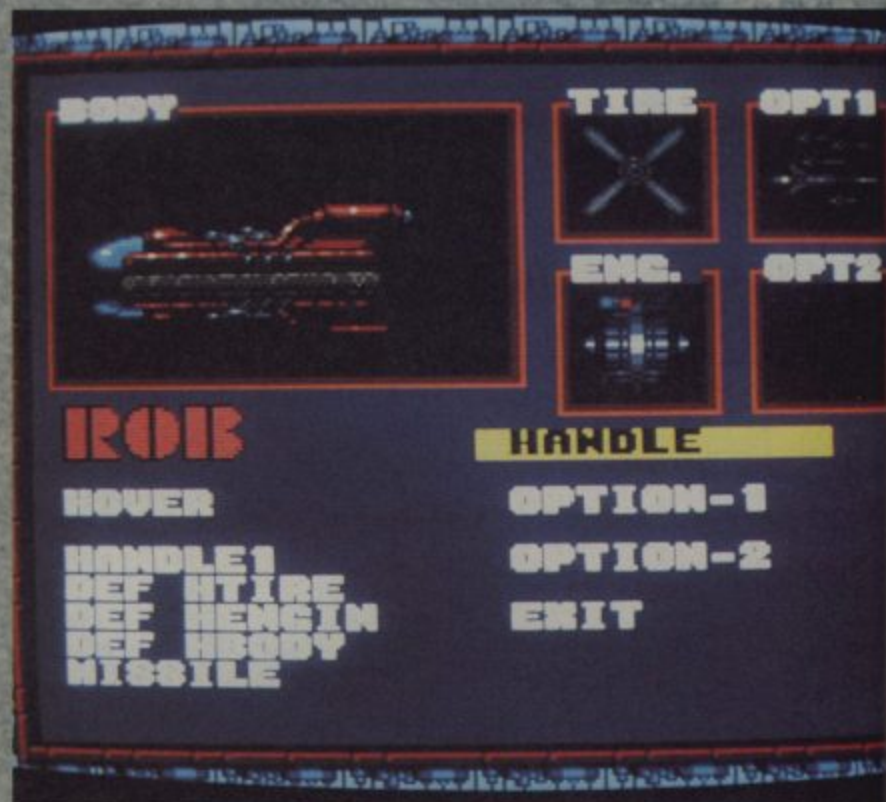 BODY
TIRE
OPT1
ENG.
OPT2
ROB
HANDLE
HOVER
OPTION-1
HANDLE1
OPTION-2
DEF HTIRE
DEF HENGIN
EXIT
DEF HBODY
MISSILE